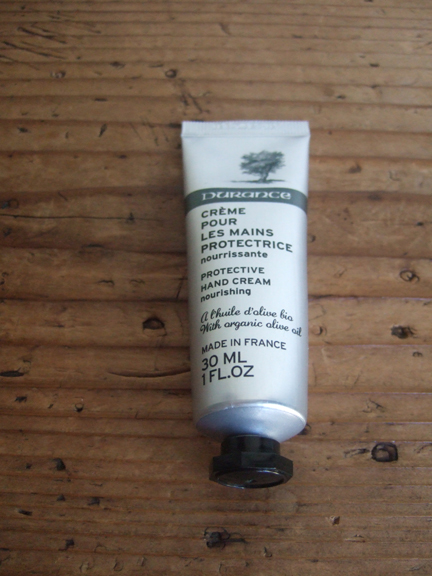 DURANCE
CRÈME
POUR
LES MAINS
PROTECTRICE
nourrissante
PROTECTIVE
HAND CREAM
nourishing
A l'huile d'olive bio
With organic olive oil
MADE IN FRANCE
30 ML
1 FL.OZ